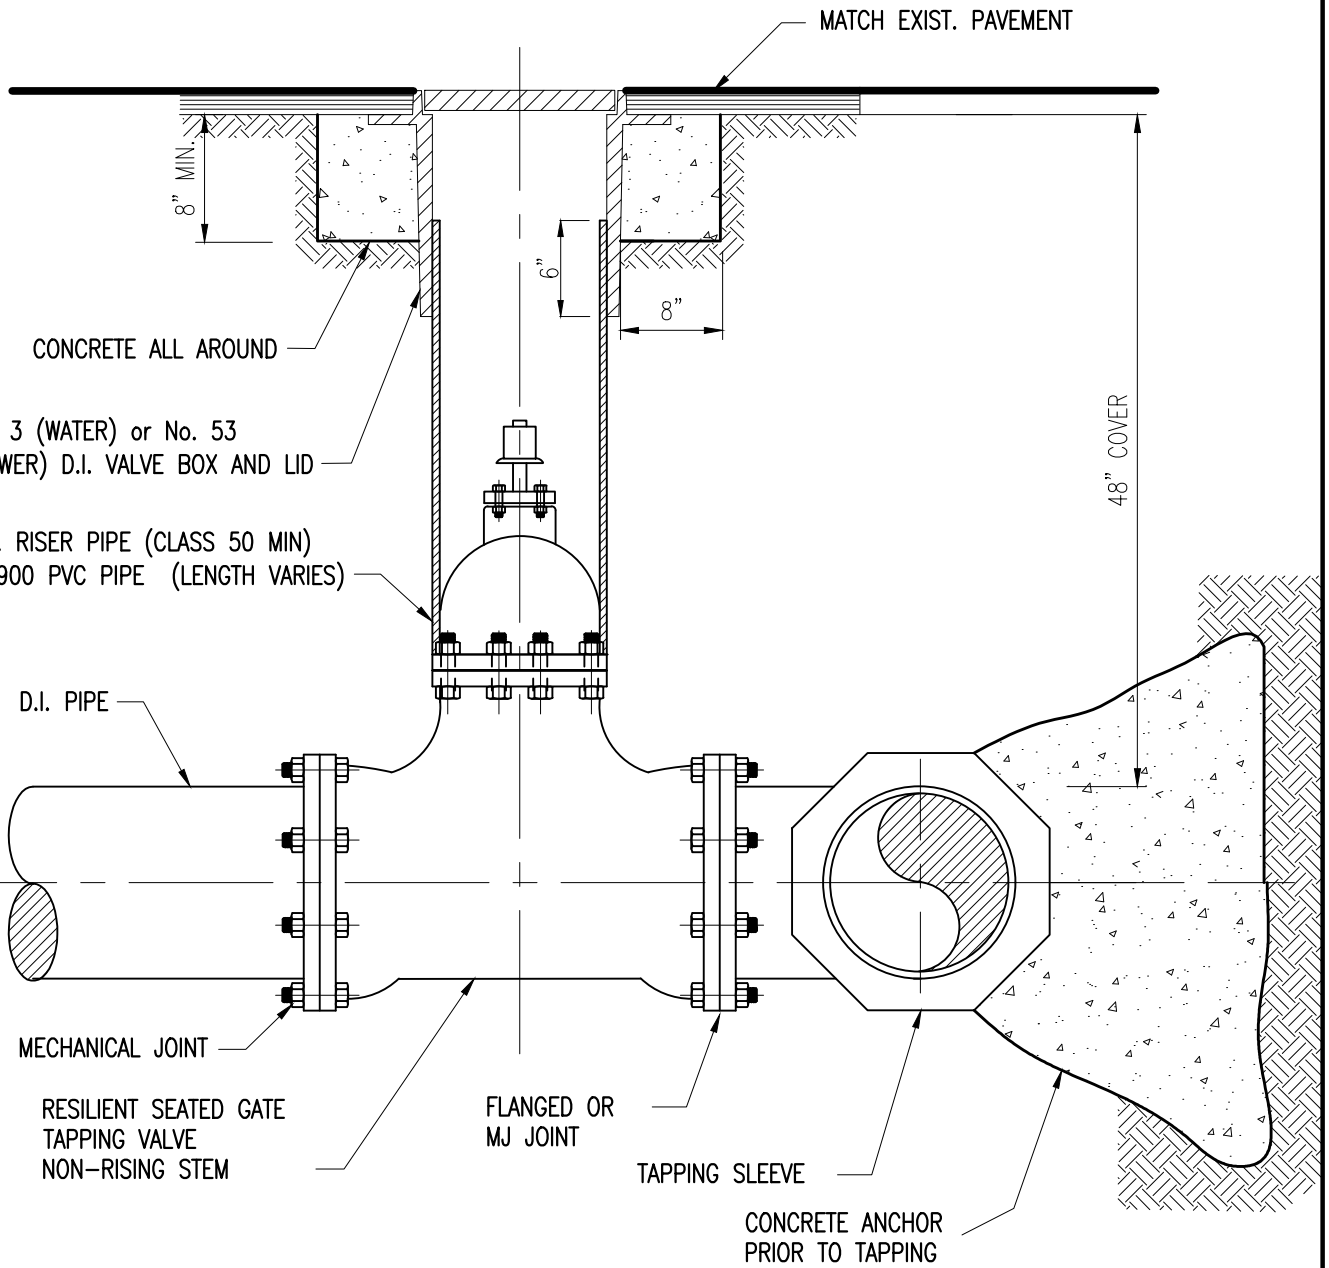 MATCH EXIST. PAVEMENT
8" MIN.
6"
8"
CONCRETE ALL AROUND
48" COVER
3 (WATER) or No. 53
WER) D.I. VALVE BOX AND LID
. RISER PIPE (CLASS 50 MIN)
900 PVC PIPE (LENGTH VARIES)
D.I. PIPE
MECHANICAL JOINT
RESILIENT SEATED GATE
TAPPING VALVE
NON-RISING STEM
FLANGED OR
MJ JOINT
TAPPING SLEEVE
CONCRETE ANCHOR
PRIOR TO TAPPING